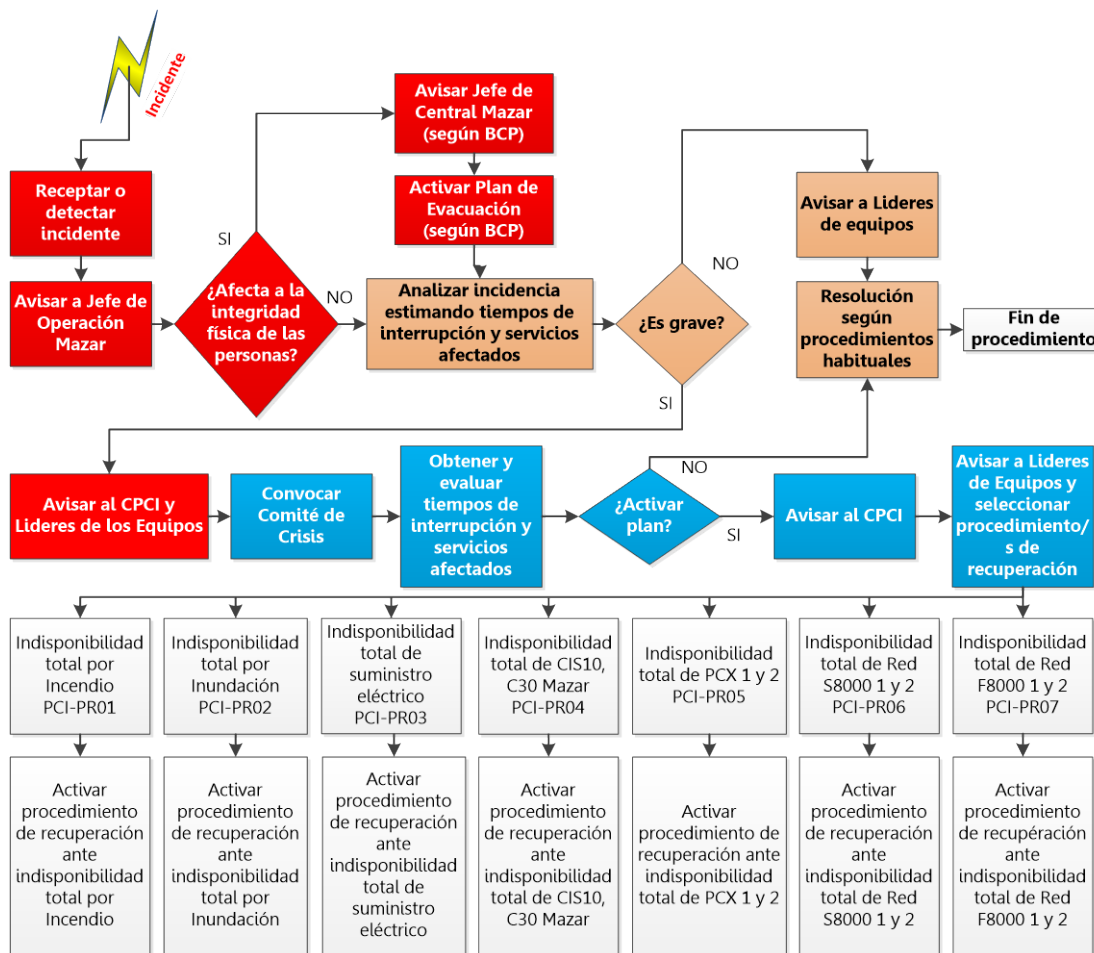 Incidente
Receptar o
detectar
incidente
Avisar a Jefe de
Operación
Mazar
¿Afecta a la
integridad
física de las
personas?
SI
NO
Avisar Jefe de
Central Mazar
(según BCP)
Activar Plan de
Evacuación
(según BCP)
Analizar incidencia
estimando tiempos de
interrupción y servicios
afectados
¿Es grave?
NO
SI
Avisar a Lideres
de equipos
Resolución
según
procedimientos
habituales
Fin de
procedimiento
Avisar al CPCI y
Lideres de los Equipos
Convocar
Comité de
Crisis
Obtener y
evaluar
tiempos de
interrupción y
servicios
afectados
¿Activar
plan?
NO
SI
Avisar al CPCI
Avisar a Lideres
de Equipos y
seleccionar
procedimiento/
s de
recuperación
Indisponibilidad
total por
Incendio
PCI-PR01
Indisponibilidad
total por
Inundación
PCI-PR02
Indisponibilidad
total de
suministro
eléctrico
PCI-PR03
Indisponibilidad
total de CIS10,
C30 Mazar
PCI-PR04
Indisponibilidad
total de PCX 1 y 2
PCI-PR05
Indisponibilidad
total de Red
S8000 1 y 2
PCI-PR06
Indisponibilidad
total de Red
F8000 1 y 2
PCI-PR07
Activar
procedimiento
de recuperación
ante
indisponibilidad
total por
Incendio
Activar
procedimiento
de recuperación
ante
indisponibilidad
total por
Inundación
Activar
procedimiento
de recuperación
ante
indisponibilidad
total de
suministro
eléctrico
Activar
procedimiento
de recuperación
ante
indisponibilidad
total de CIS10,
C30 Mazar
Activar
procedimiento de
recuperación ante
indisponibilidad
total de PCX 1 y 2
Activar
procedimiento
de recuperación
ante
indisponibilidad
total de Red
S8000 1 y 2
Activar
procedimiento
de recupéración
ante
indisponibilidad
total de Red
F8000 1 y 2